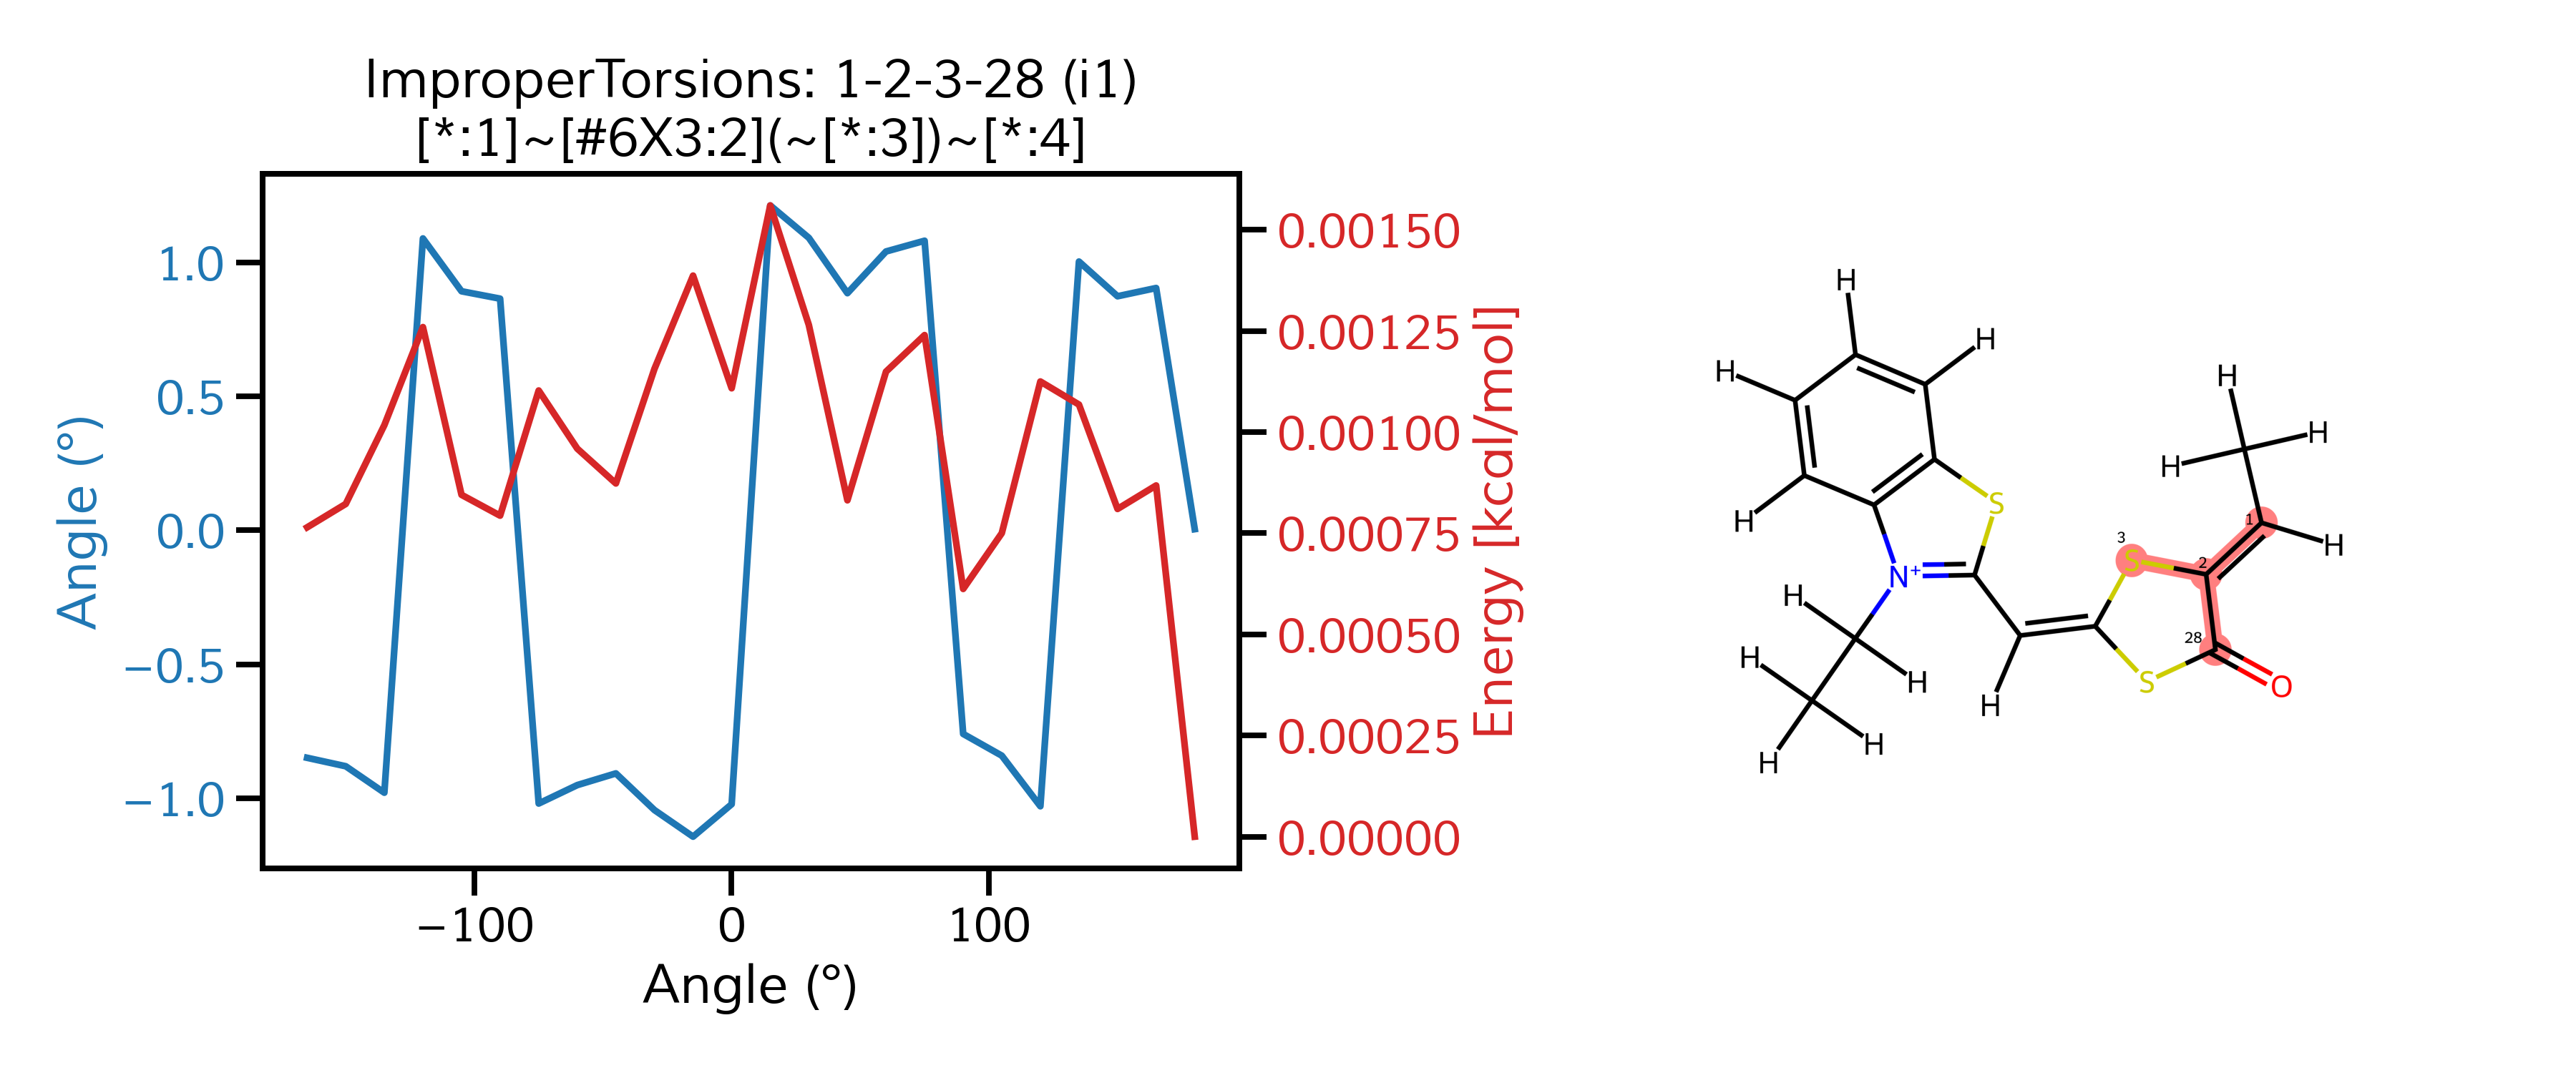 ImproperTorsions: 1-2-3-28 (i1)
[*:1]~[#6X3:2](~[*:3])~[*:4]
Angle (°)
1.0
0.5
0.0
−0.5
−1.0
0.00150
0.00125
0.00100
0.00075
0.00050
0.00025
0.00000
Energy [kcal/mol]
−100
0
100
Angle (°)
H
H
H
H
H
H
H
S
1
H
3
S
2
N+
H
28
H
H
S
O
H
H
H
H